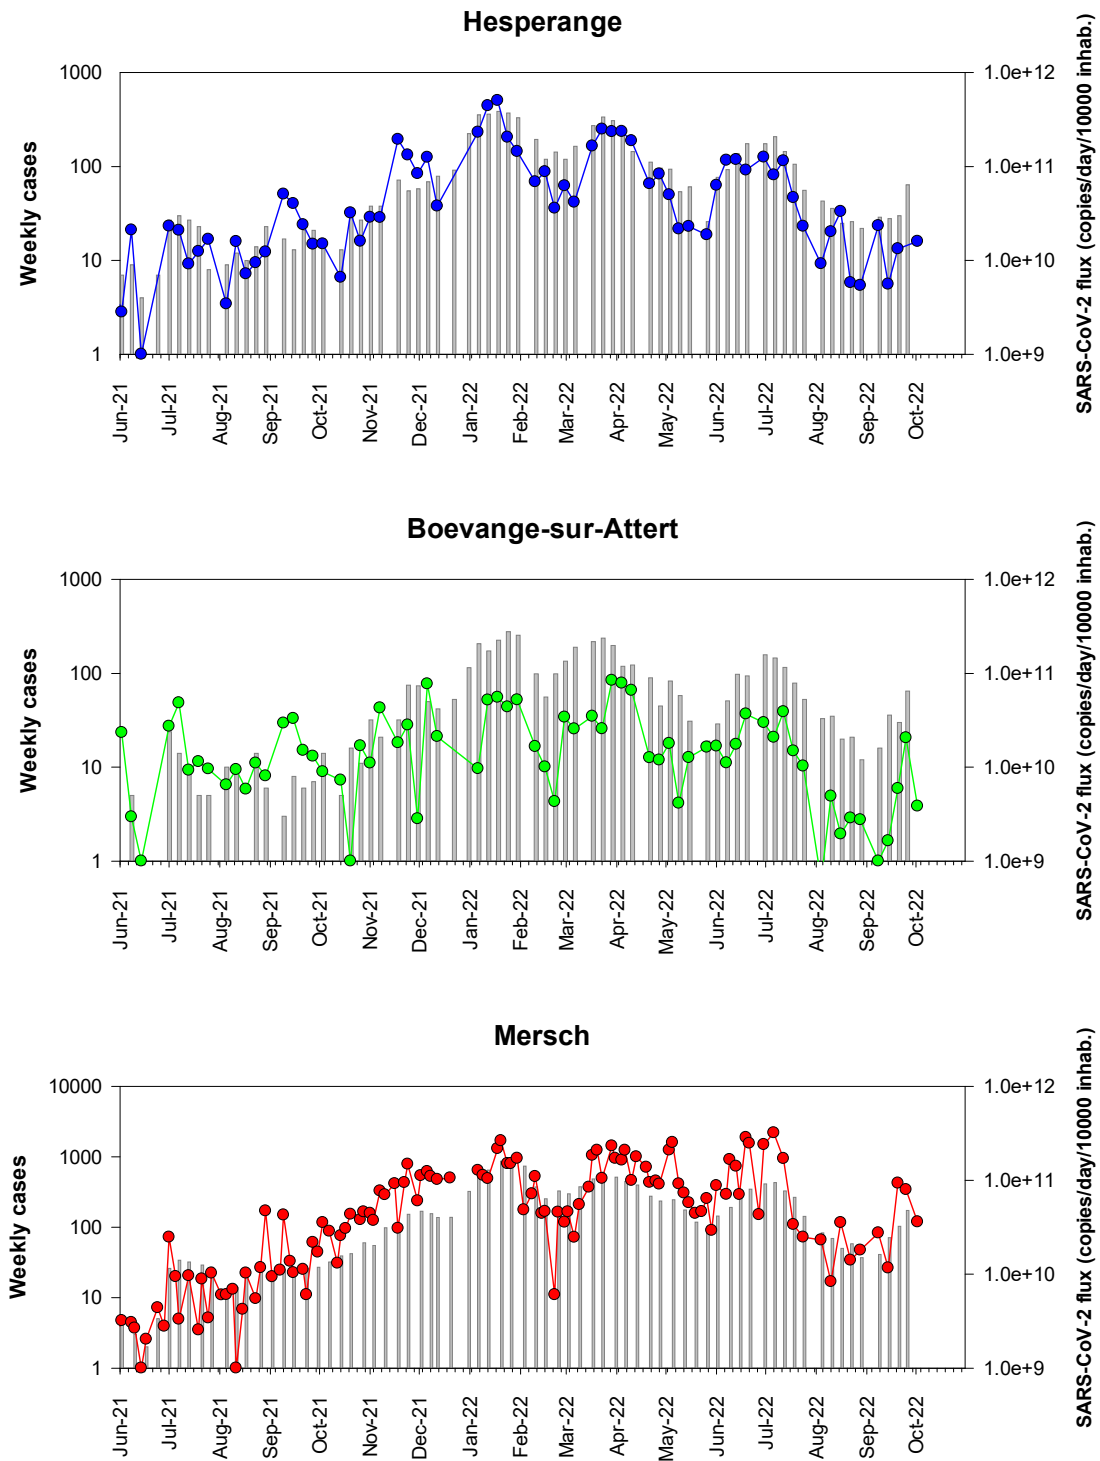 Hesperange
1000
100
10
1
Weekly cases
1.0e+12
1.0e+11
1.0e+10
1.0e+9
SARS-CoV-2 flux (copies/day/10000 inhab.)
Jun-21 Jul-21 Aug-21 Sep-21 Oct-21 Nov-21 Dec-21 Jan-22 Feb-22 Mar-22 Apr-22 May-22 Jun-22 Jul-22 Aug-22 Sep-22 Oct-22
Boevange-sur-Attert
1000
100
10
1
Weekly cases
1.0e+12
1.0e+11
1.0e+10
1.0e+9
SARS-CoV-2 flux (copies/day/10000 inhab.)
Jun-21 Jul-21 Aug-21 Sep-21 Oct-21 Nov-21 Dec-21 Jan-22 Feb-22 Mar-22 Apr-22 May-22 Jun-22 Jul-22 Aug-22 Sep-22 Oct-22
Mersch
10000
1000
100
10
1
Weekly cases
1.0e+12
1.0e+11
1.0e+10
1.0e+9
SARS-CoV-2 flux (copies/day/10000 inhab.)
Jun-21 Jul-21 Aug-21 Sep-21 Oct-21 Nov-21 Dec-21 Jan-22 Feb-22 Mar-22 Apr-22 May-22 Jun-22 Jul-22 Aug-22 Sep-22 Oct-22